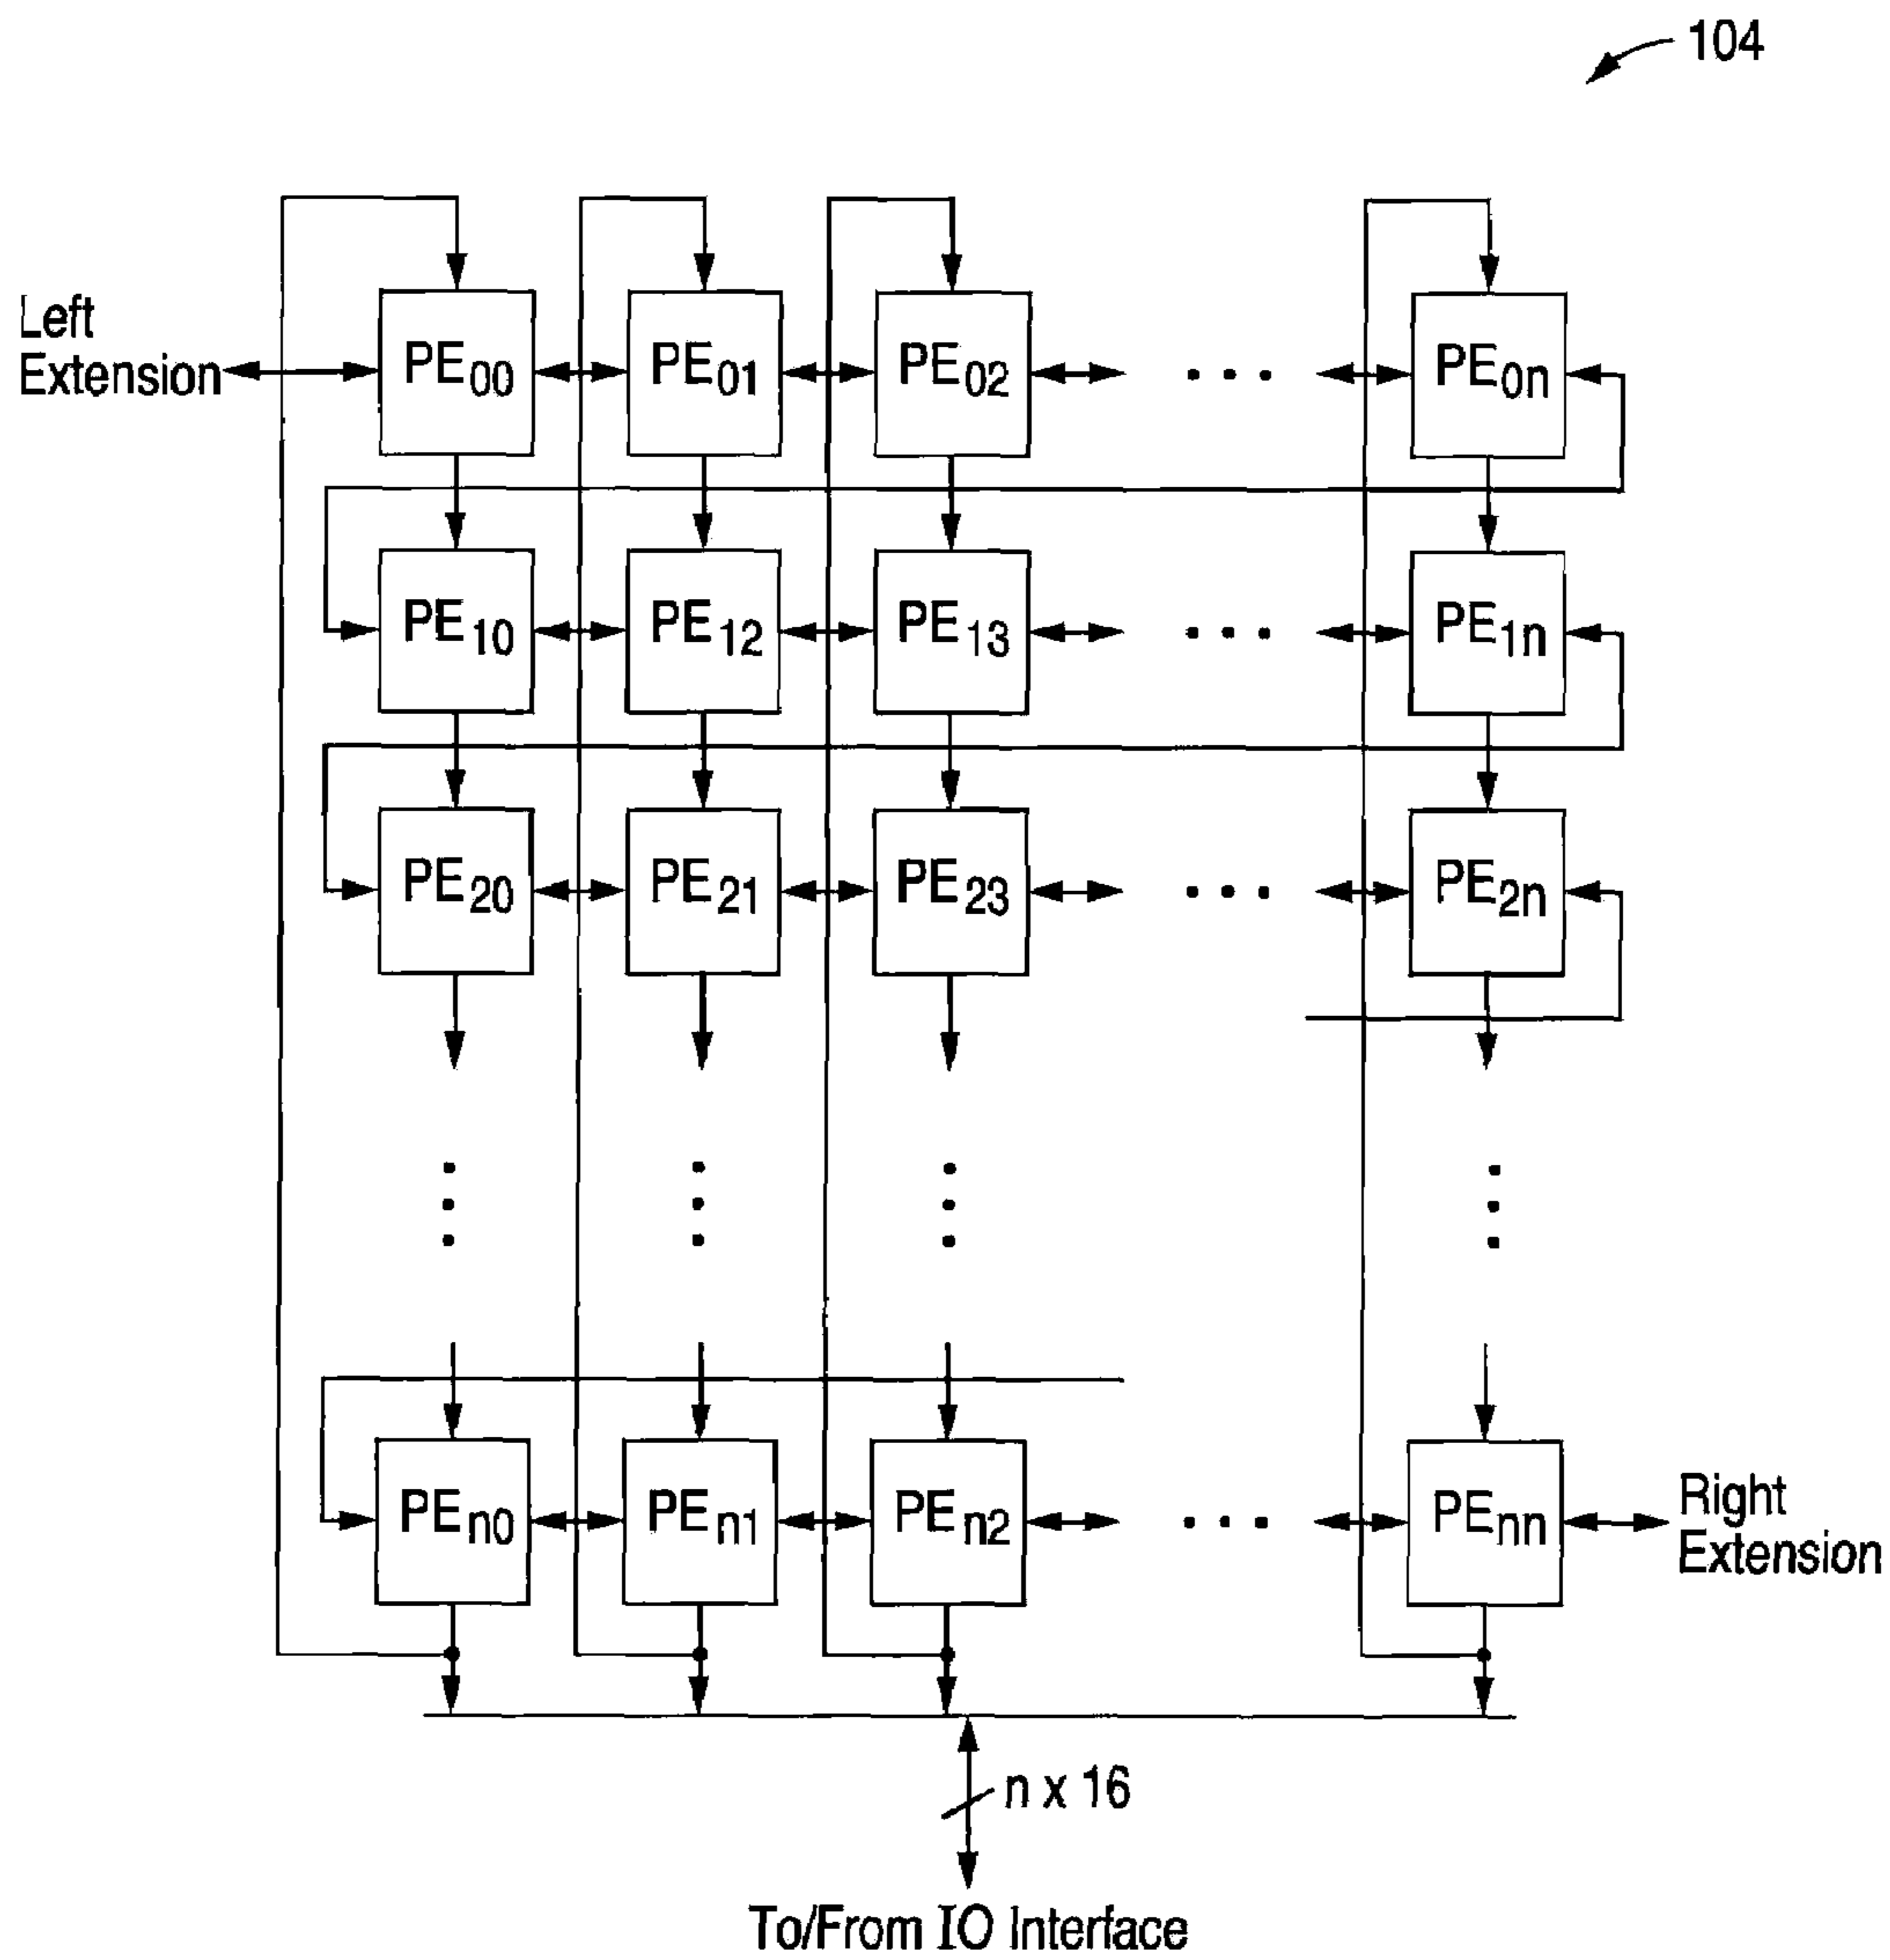 104
Left
Extension
PE00 PE01 PE02 . . . PE0n
PE10 PE12 PE13 . . . PE1n
PE20 PE21 PE23 . . . PE2n
PEn0 PEn1 PEn2 . . . PEnn
Right
Extension
n x 16
To/From IO Interface